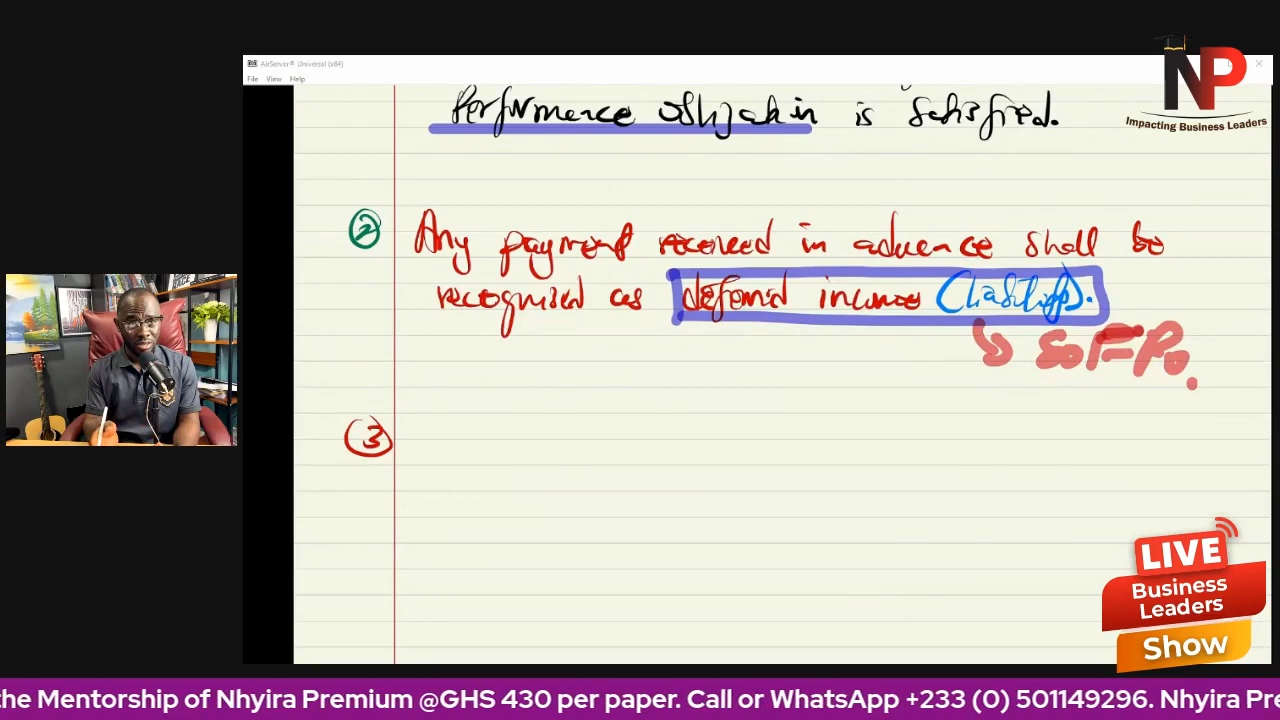 AirServer® Universal (x64)
File View Help
NP
Impacting Business Leaders
Performance obligation is satisfied.
② Any payment received in advance shall be
recognised as deferred income (liability).
↳ SoFPo.
③
LIVE
Business
Leaders
Show
the Mentorship of Nhyira Premium @GHS 430 per paper. Call or WhatsApp +233 (0) 501149296. Nhyira Pre